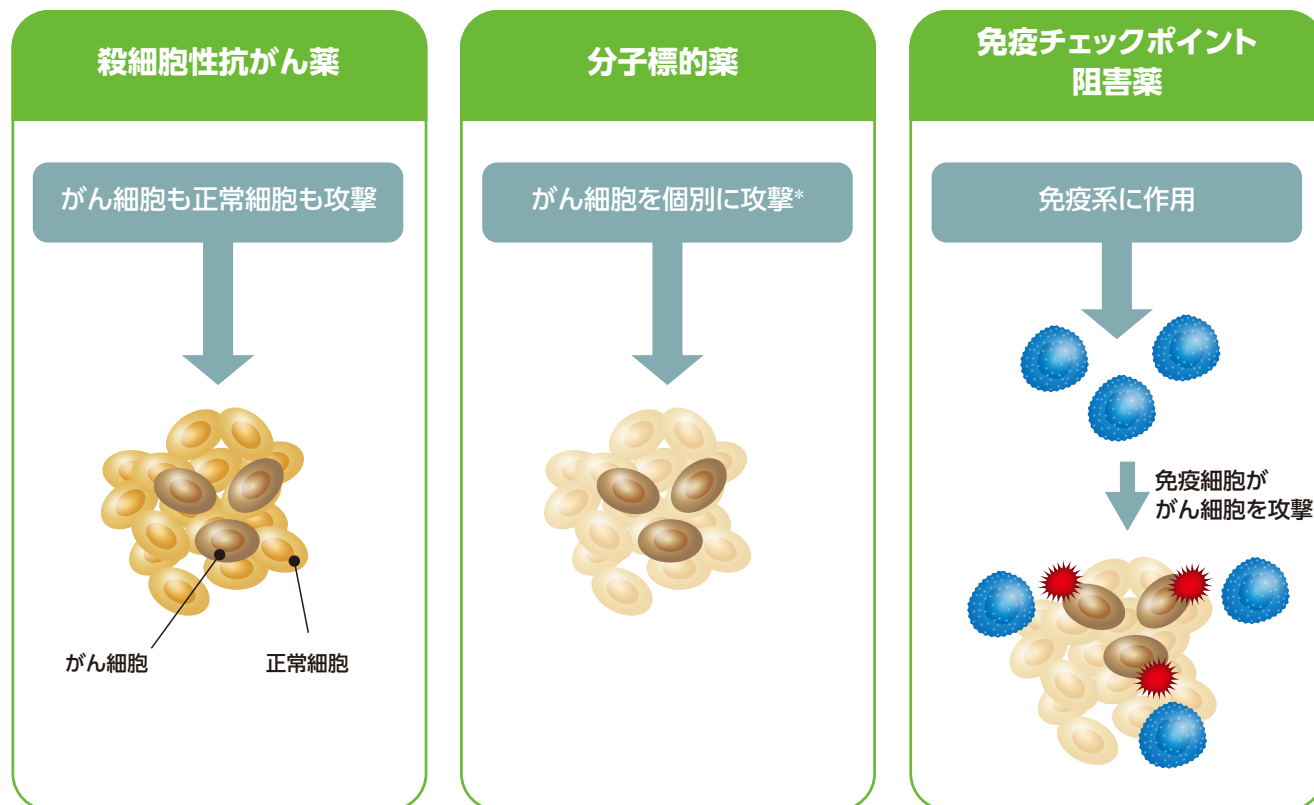 殺細胞性抗がん薬
がん細胞も正常細胞も攻撃
がん細胞
正常細胞
分子標的薬
がん細胞を個別に攻撃*
免疫チェックポイント
阻害薬
免疫系に作用
免疫細胞が
がん細胞を攻撃